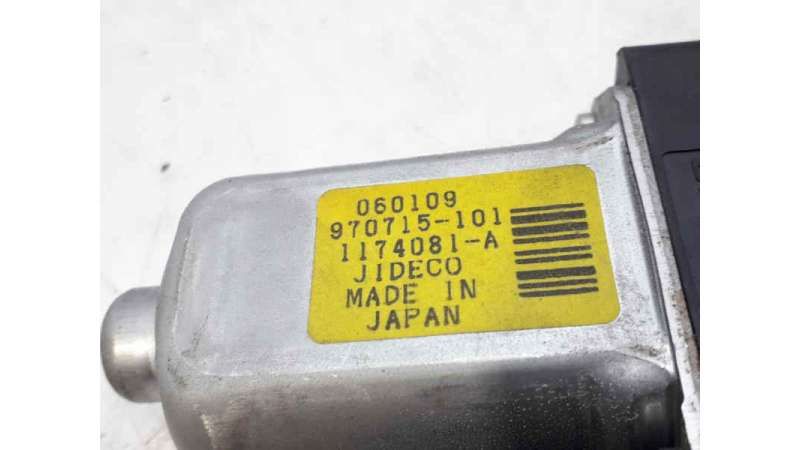 060109
970715-101
1174081-A
JIDECO
MADE IN
JAPAN